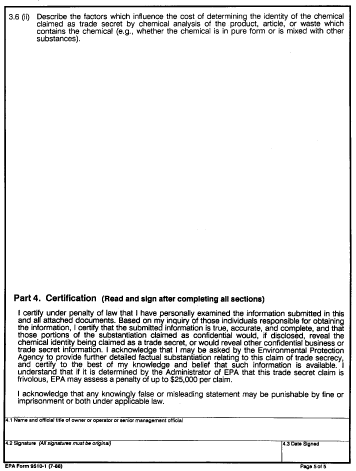 3.6 (ii) Describe the factors which influence the cost of determining the identity of the chemical
claimed as trade secret by chemical analysis of the product, article, or waste which
contains the chemical (e.g., whether the chemical is in pure form or is mixed with other
substances).
Part 4. Certification (Read and sign after completing all sections)
I certify under penalty of law that I have personally examined the information submitted in this
and all attached documents. Based on my inquiry of those individuals responsible for obtaining
the information, I certify that the submitted information is true, accurate, and complete, and that
those portions of the substantiation claimed as confidential would, if disclosed, reveal the
chemical identity being claimed as a trade secret, or would reveal other confidential business or
trade secret information. I acknowledge that I may be asked by the Environmental Protection
Agency to provide further detailed factual substantiation relating to this claim of trade secrecy,
and certify to the best of my knowledge and belief that such information is available. I
understand that if it is determined by the Administrator of EPA that this trade secret claim is
frivolous, EPA may assess a penalty of up to $25,000 per claim.
I acknowledge that any knowingly false or misleading statement may be punishable by fine or
imprisonment or both under applicable law.
4.1 Name and official title of owner or operator or senior management official
4.2 Signature (All signatures must be original)
4.3 Date Signed
EPA Form 9510-1 (7-88)
Page 5 of 5